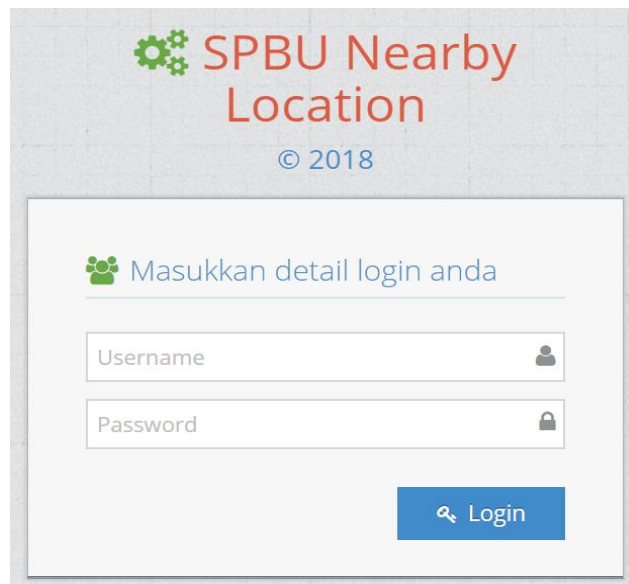 SPBU Nearby
Location
© 2018
Masukkan detail login anda
Username
Password
Login